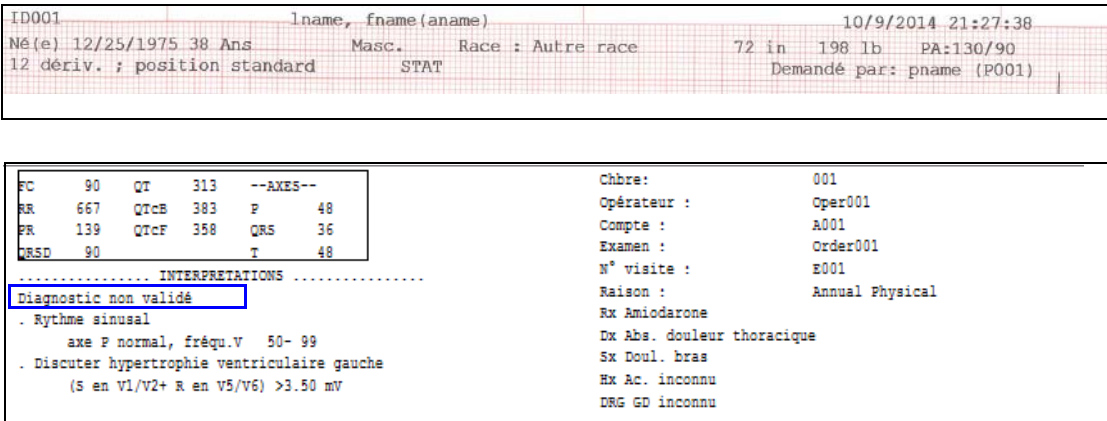 ID001 lname, fname(aname) 10/9/2014 21:27:38
Né(e) 12/25/1975 38 Ans Masc. Race : Autre race 72 in 198 lb PA:130/90
12 dériv. ; position standard STAT Demandé par: pname (P001)
FC 90 QT 313 --AXES--
RR 667 QTcB 383 P 48
PR 139 QTcF 358 QRS 36
QRSD 90 T 48
................ INTERPRETATIONS ................
Diagnostic non validé
. Rythme sinusal
axe P normal, fréqu.V 50- 99
. Discuter hypertrophie ventriculaire gauche
(S en V1/V2+ R en V5/V6) >3.50 mV
Chbre: 001
Opérateur : Oper001
Compte : A001
Examen : Order001
N° visite : E001
Raison : Annual Physical
Rx Amiodarone
Dx Abs. douleur thoracique
Sx Doul. bras
Hx Ac. inconnu
DRG GD inconnu